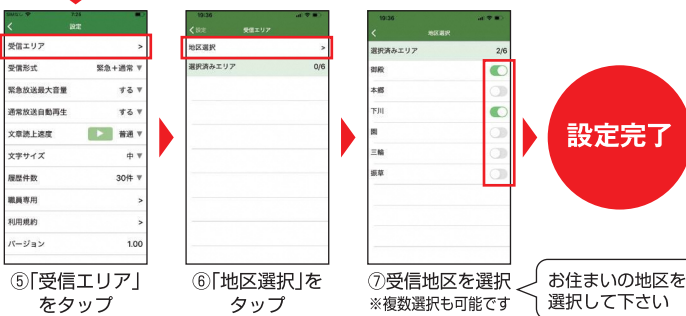 7:25
設定
受信エリア >
受信形式 緊急+通常 ▼
緊急放送最大音量 する ▼
通常放送自動再生 する ▼
文章読上速度 普通 ▼
文字サイズ 中 ▼
履歴件数 30件 ▼
職員専用 >
利用規約 >
バージョン 1.00
⑤「受信エリア」
をタップ
19:36
<設定 受信エリア
地区選択 >
選択済みエリア 0/6
⑥「地区選択」を
タップ
19:36
< 地区選択
選択済みエリア 2/6
御殿
本郷
下川
園
三輪
振草
⑦受信地区を選択
※複数選択も可能です
お住まいの地区を
選択して下さい
設定完了